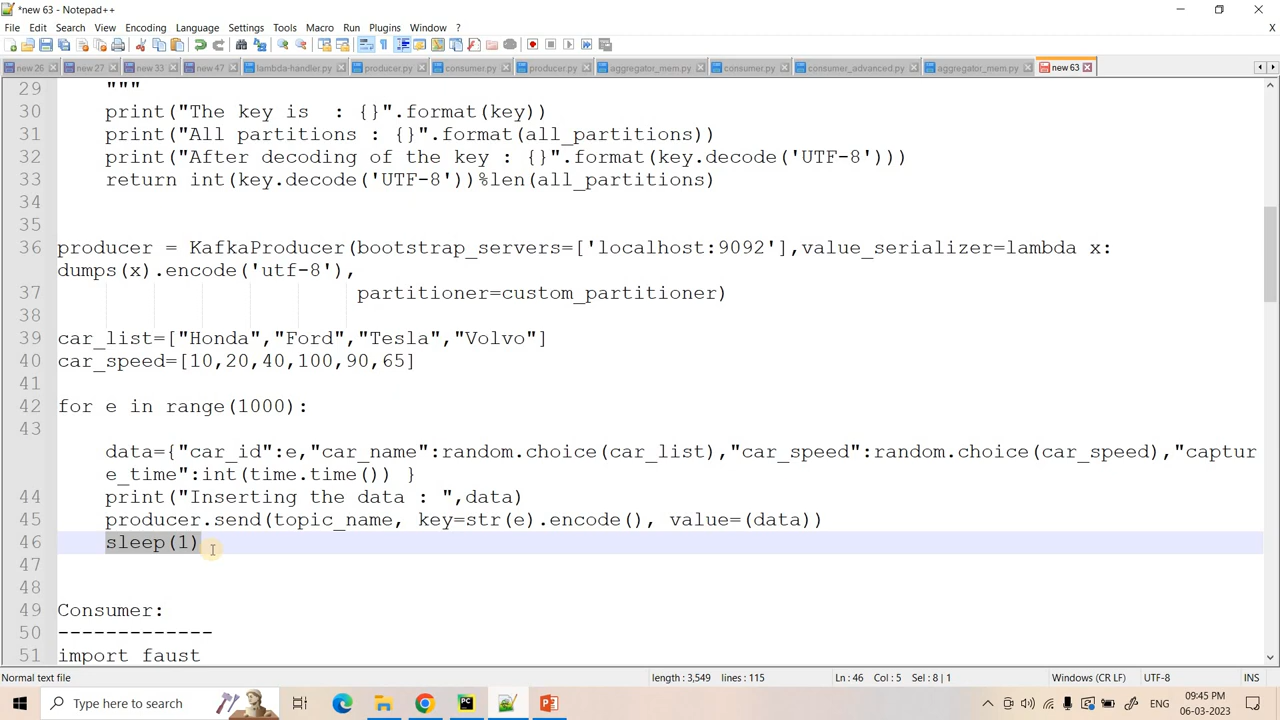 *new 63 - Notepad++
File Edit Search View Encoding Language Settings Tools Macro Run Plugins Window ? X
new 26 new 27 new 33 new 47 lambda-handler.py producer.py consumer.py producer.py aggregator_mem.py consumer.py consumer_advanced.py aggregator_mem.py new 63
29 """
30 print("The key is  : {}".format(key))
31 print("All partitions : {}".format(all_partitions))
32 print("After decoding of the key : {}".format(key.decode('UTF-8')))
33 return int(key.decode('UTF-8'))%len(all_partitions)
34
35
36 producer = KafkaProducer(bootstrap_servers=['localhost:9092'],value_serializer=lambda x:
dumps(x).encode('utf-8'),
37 partitioner=custom_partitioner)
38
39 car_list=["Honda","Ford","Tesla","Volvo"]
40 car_speed=[10,20,40,100,90,65]
41
42 for e in range(1000):
43
data={"car_id":e,"car_name":random.choice(car_list),"car_speed":random.choice(car_speed),"captur
e_time":int(time.time()) }
44 print("Inserting the data : ",data)
45 producer.send(topic_name, key=str(e).encode(), value=(data))
46 sleep(1)
47
48
49 Consumer:
50 -------------
51 import faust
Normal text file length : 3,549 lines : 115 Ln : 46 Col : 5 Sel : 8 | 1 Windows (CR LF) UTF-8 INS
Type here to search ENG 09:45 PM
06-03-2023